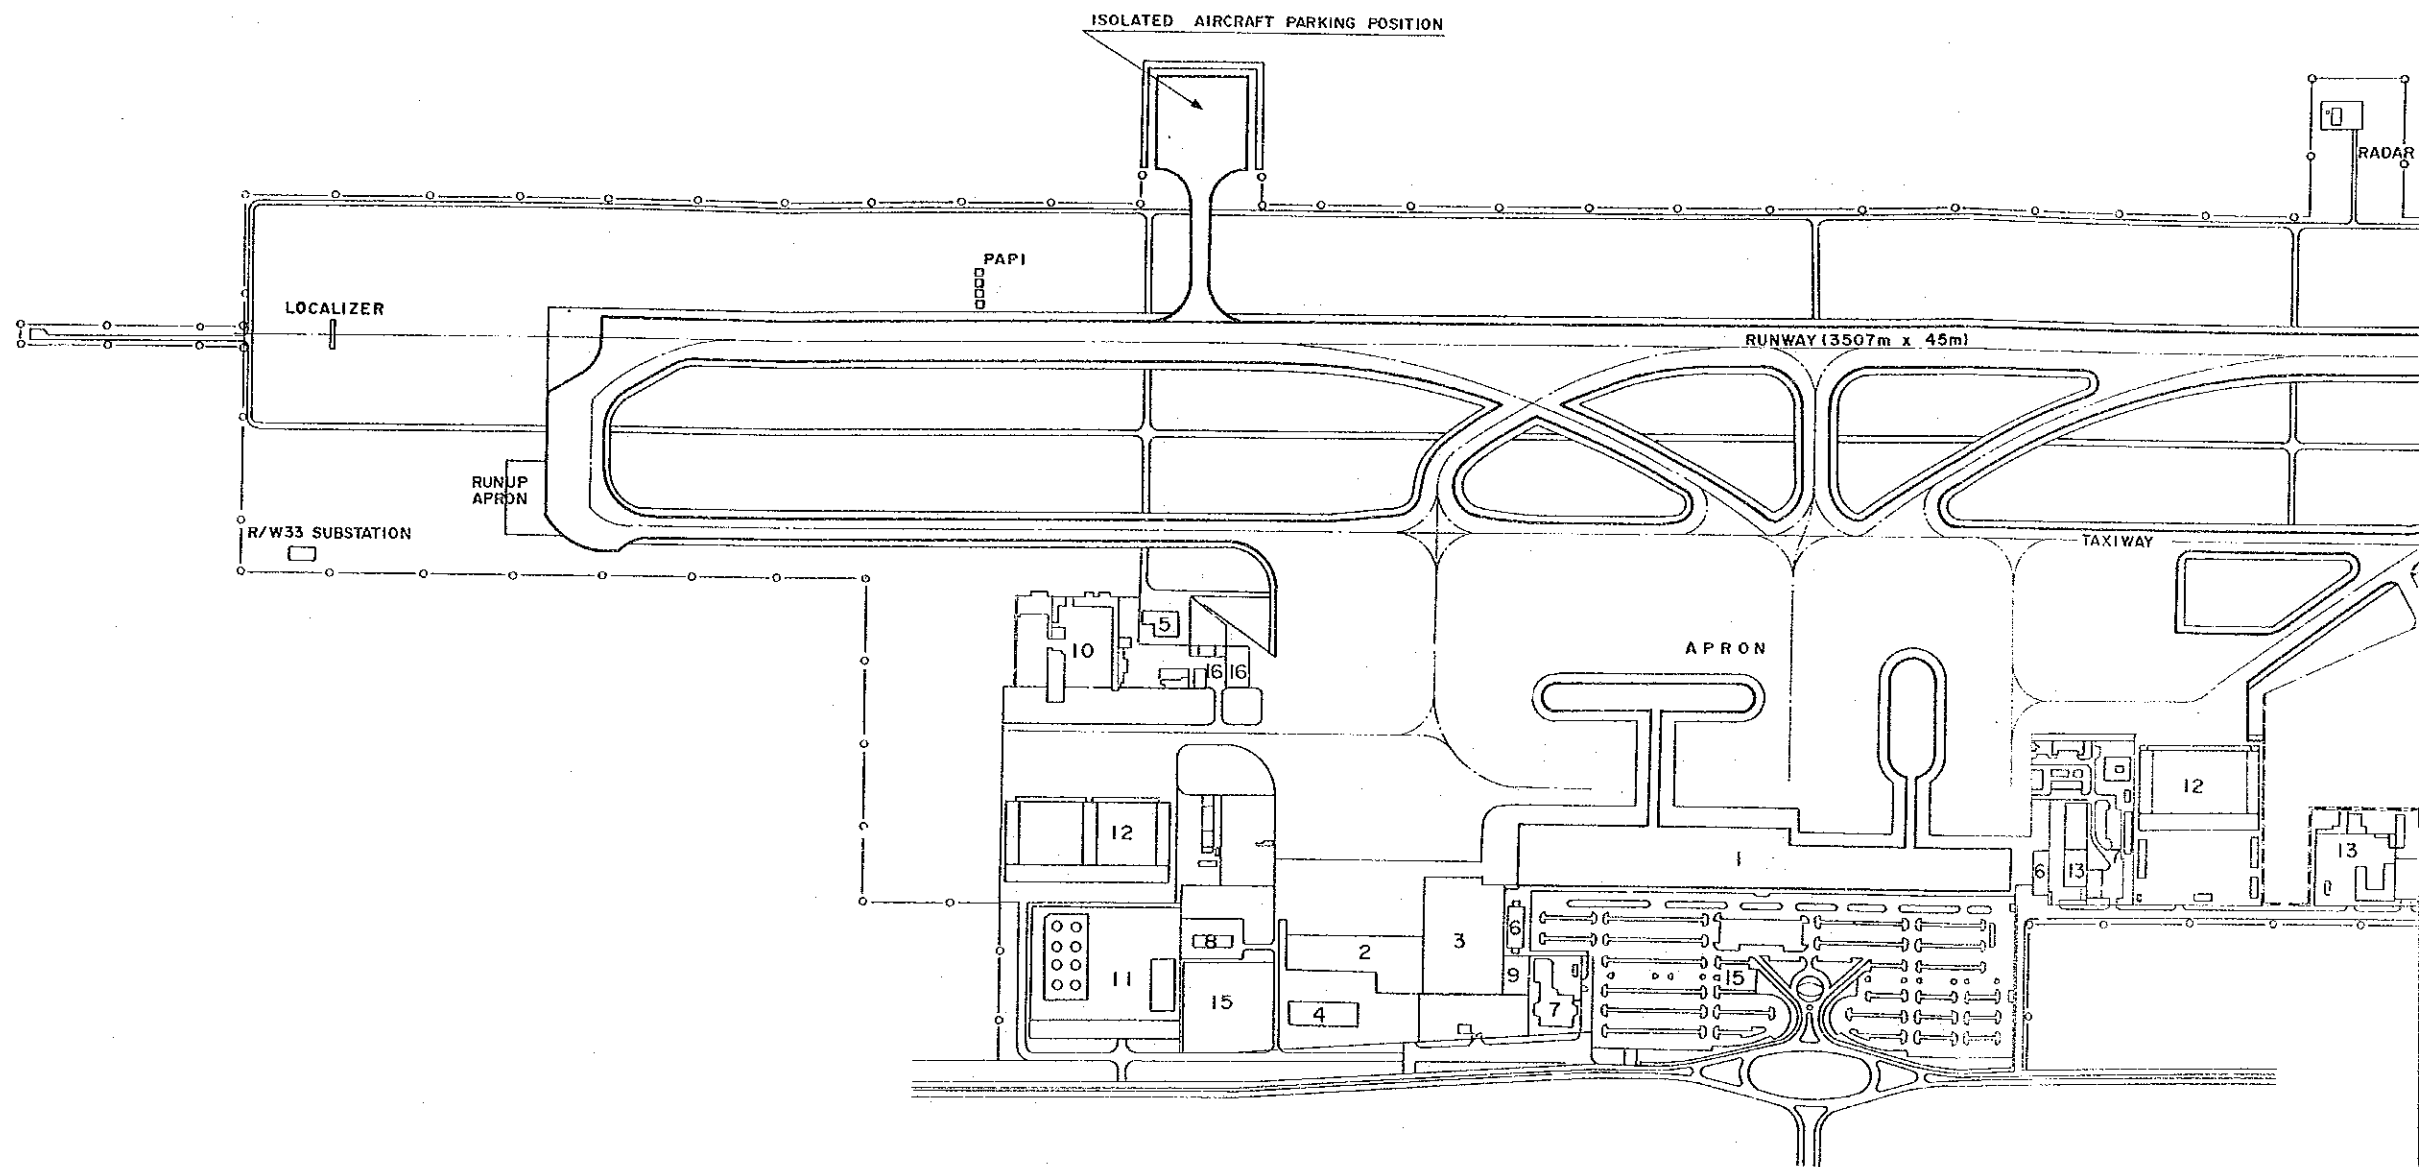 ISOLATED AIRCRAFT PARKING POSITION
RADAR
PAPI
LOCALIZER
RUNWAY (3507m x 45m)
RUNUP
APRON
R/W33 SUBSTATION
TAXIWAY
5
10
APRON
16
16
12
12
1
13
6
13
6
8
2
3
9
15
11
15
4
7